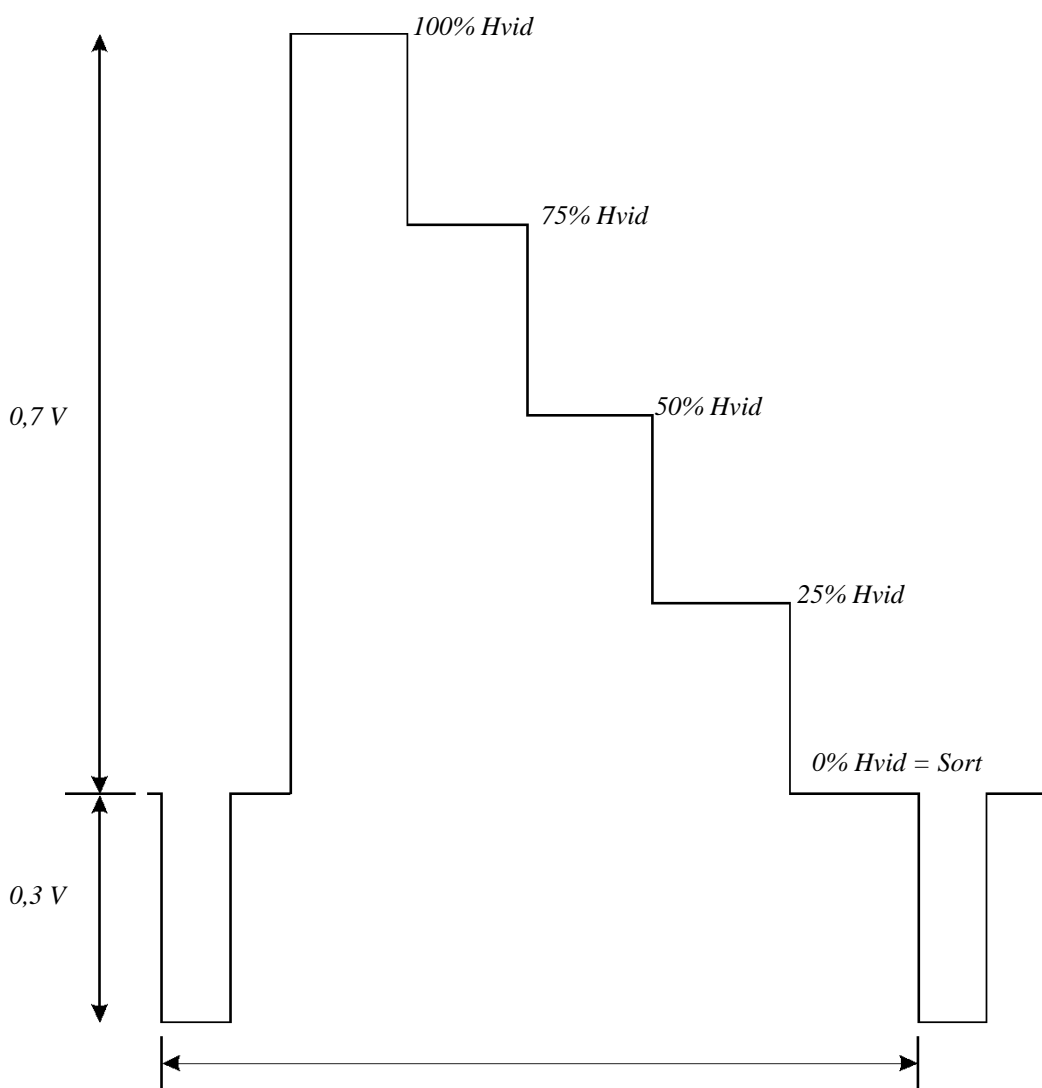 100% Hvid
75% Hvid
0,7 V
50% Hvid
25% Hvid
0% Hvid = Sort
0,3 V